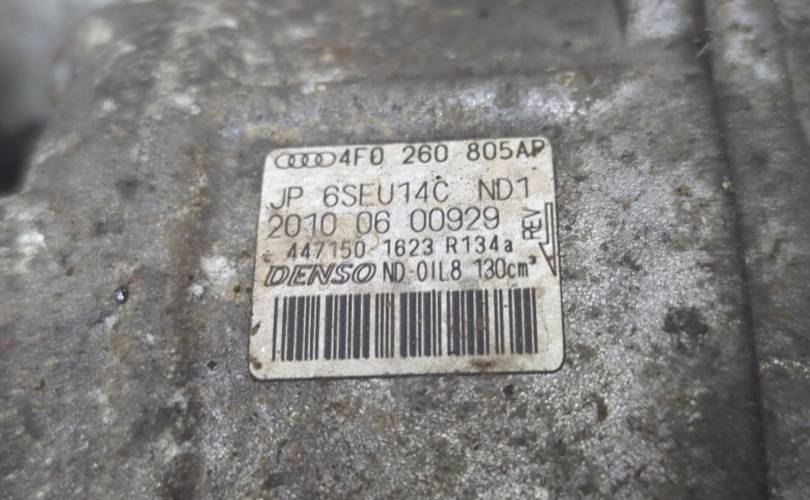 4F0 260 805AP
JP 6SEU14C ND1
2010 06 00929
REV
447150 1623 R134a
DENSO ND-OIL8 130cm³